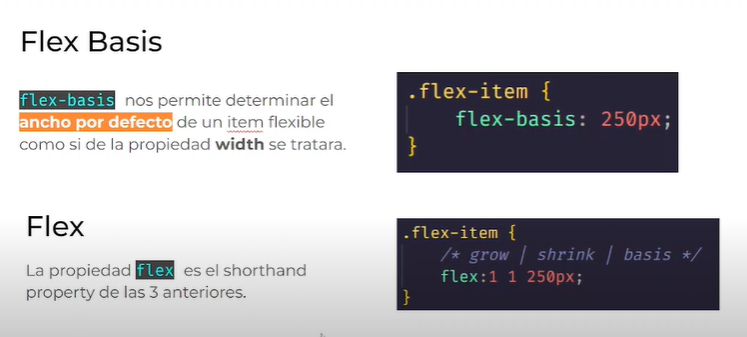 Flex Basis
flex-basis nos permite determinar el
ancho por defecto de un item flexible
como si de la propiedad width se tratara.
.flex-item {
flex-basis: 250px;
}
Flex
La propiedad flex es el shorthand
property de las 3 anteriores.
.flex-item {
/* grow | shrink | basis */
flex:1 1 250px;
}